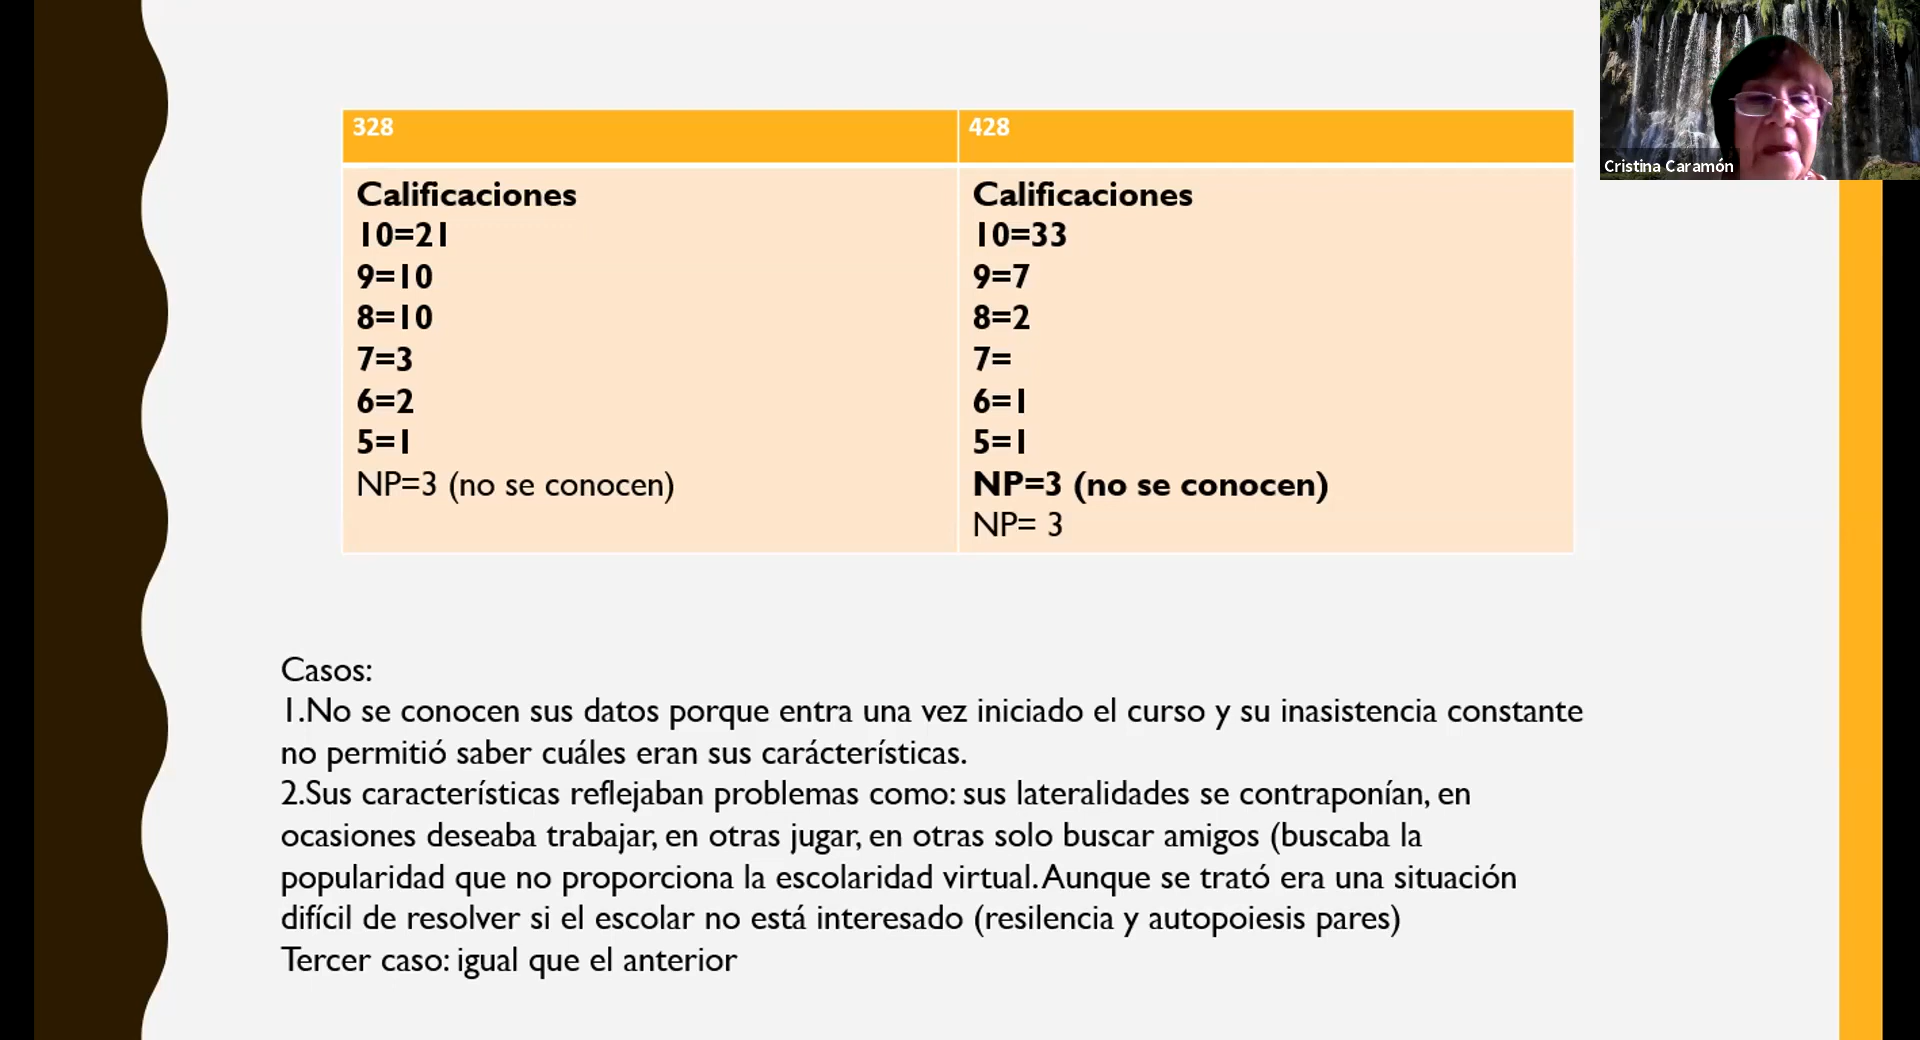 328
428
Calificaciones
10=21
9=10
8=10
7=3
6=2
5=1
NP=3 (no se conocen)
Calificaciones
10=33
9=7
8=2
7=
6=1
5=1
NP=3 (no se conocen)
NP= 3
Cristina Caramón
Casos:
1.No se conocen sus datos porque entra una vez iniciado el curso y su inasistencia constante
no permitió saber cuáles eran sus carácterísticas.
2.Sus características reflejaban problemas como: sus lateralidades se contraponían, en
ocasiones deseaba trabajar, en otras jugar, en otras solo buscar amigos (buscaba la
popularidad que no proporciona la escolaridad virtual. Aunque se trató era una situación
difícil de resolver si el escolar no está interesado (resilencia y autopoiesis pares)
Tercer caso: igual que el anterior